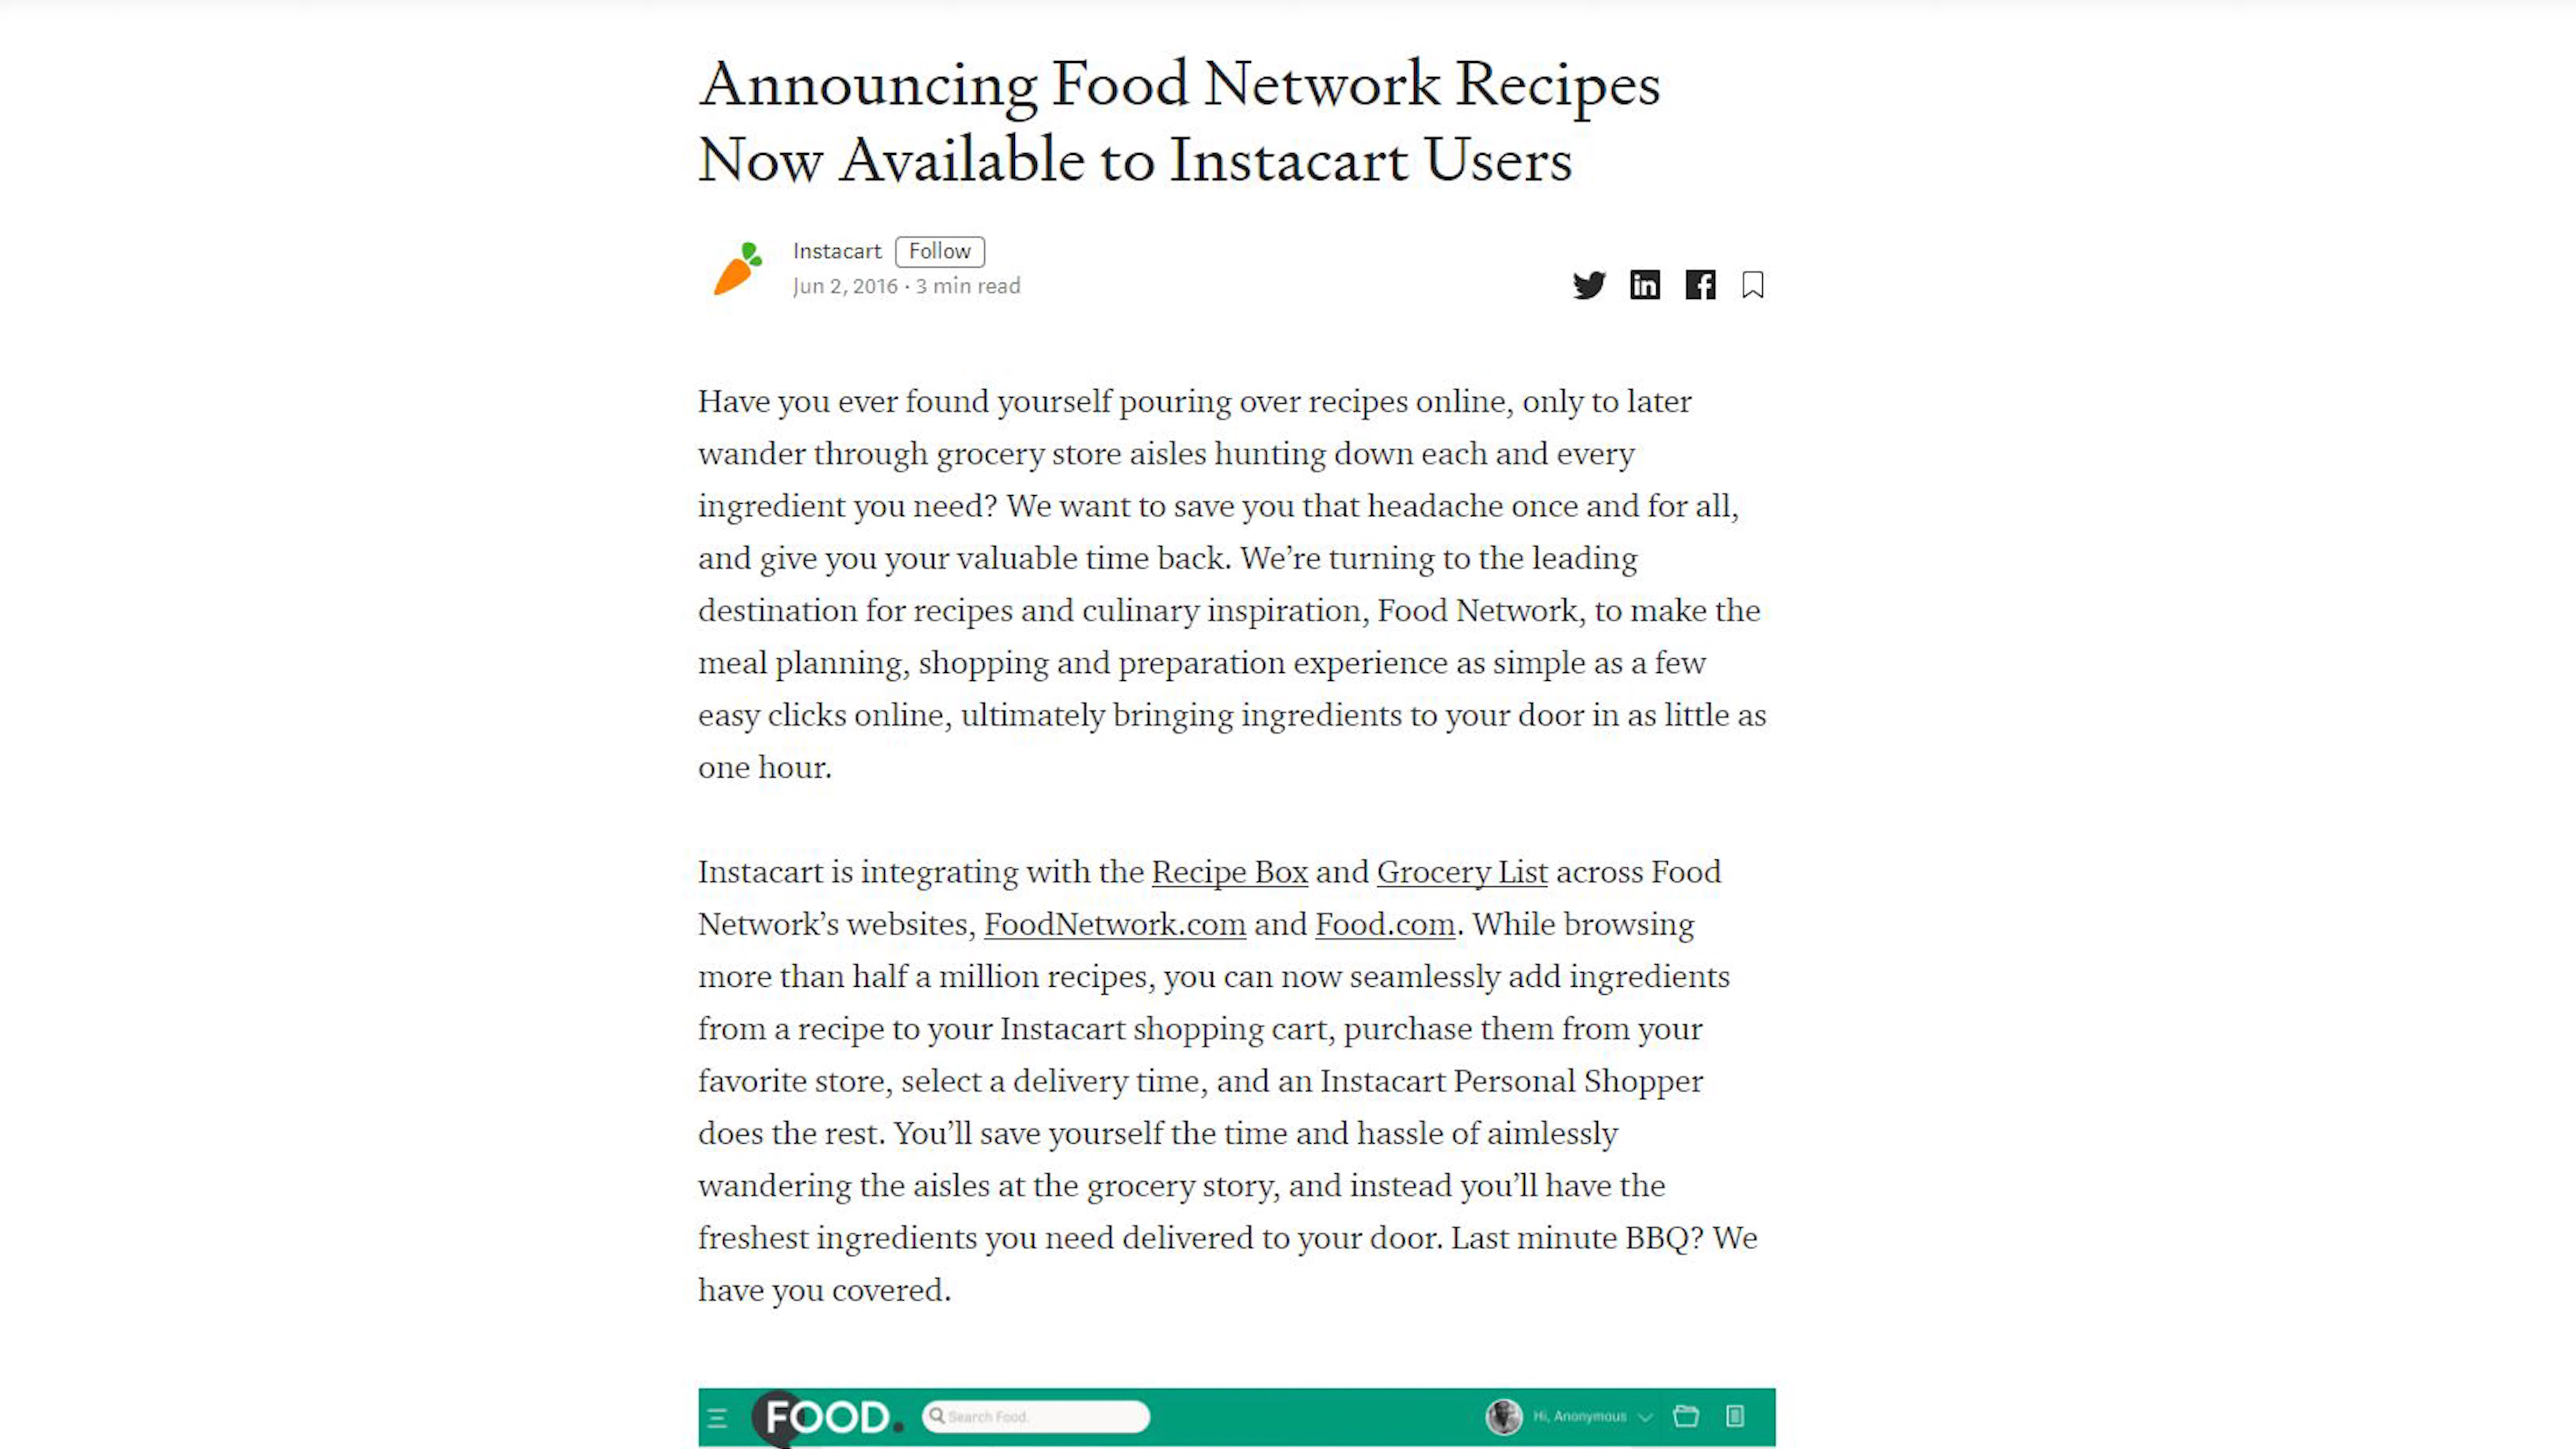 Announcing Food Network Recipes
Now Available to Instacart Users
Instacart Follow
Jun 2, 2016 · 3 min read
Have you ever found yourself pouring over recipes online, only to later
wander through grocery store aisles hunting down each and every
ingredient you need? We want to save you that headache once and for all,
and give you your valuable time back. We’re turning to the leading
destination for recipes and culinary inspiration, Food Network, to make the
meal planning, shopping and preparation experience as simple as a few
easy clicks online, ultimately bringing ingredients to your door in as little as
one hour.
Instacart is integrating with the Recipe Box and Grocery List across Food
Network’s websites, FoodNetwork.com and Food.com. While browsing
more than half a million recipes, you can now seamlessly add ingredients
from a recipe to your Instacart shopping cart, purchase them from your
favorite store, select a delivery time, and an Instacart Personal Shopper
does the rest. You’ll save yourself the time and hassle of aimlessly
wandering the aisles at the grocery story, and instead you’ll have the
freshest ingredients you need delivered to your door. Last minute BBQ? We
have you covered.
FOOD. Search Food. Hi, Anonymous